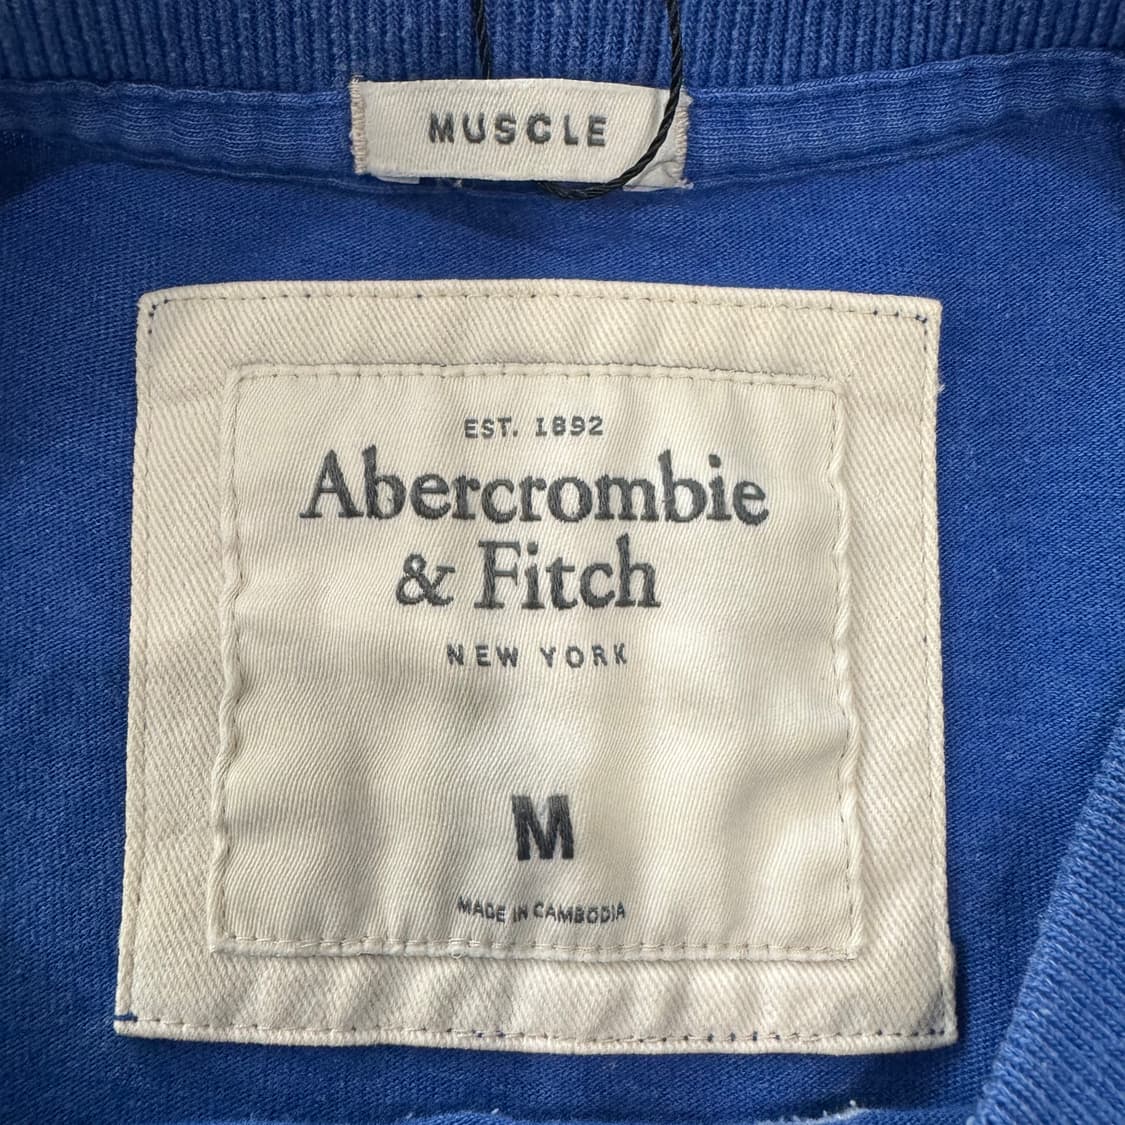 MUSCLE
EST. 1892
Abercrombie
& Fitch
NEW YORK
M
MADE IN CAMBODIA